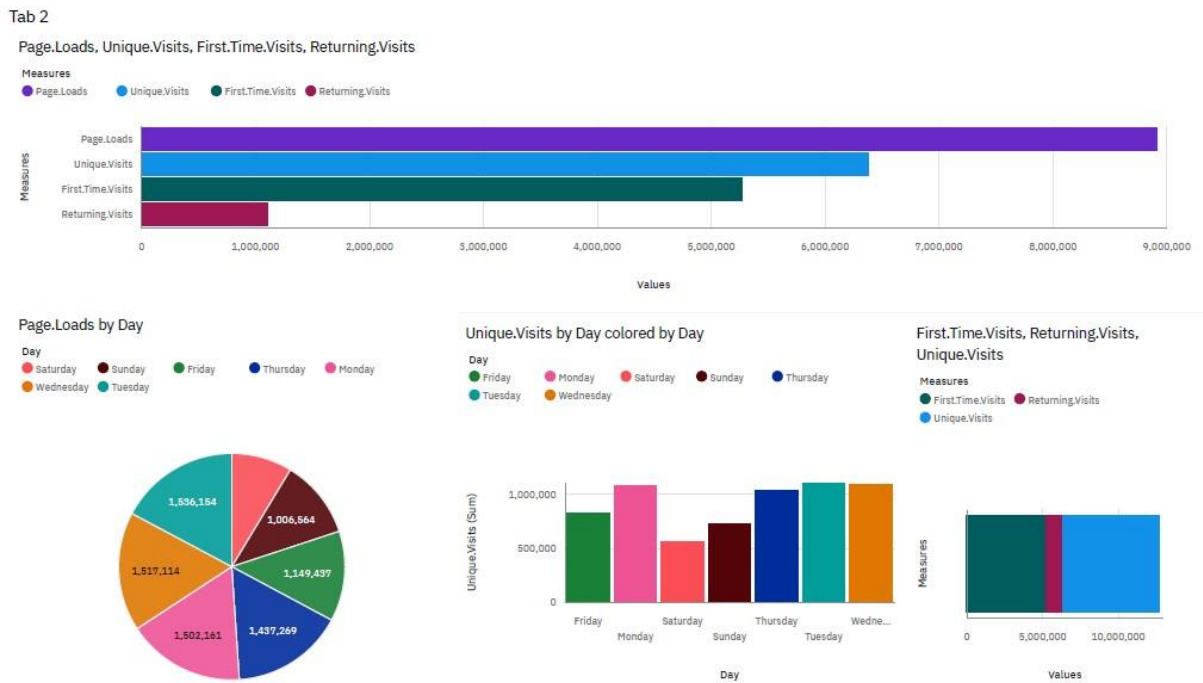 Tab 2
Page.Loads, Unique.Visits, First.Time.Visits, Returning.Visits
Measures
Page.Loads Unique.Visits First.Time.Visits Returning.Visits
Measures
Page.Loads
Unique.Visits
First.Time.Visits
Returning.Visits
0 1,000,000 2,000,000 3,000,000 4,000,000 5,000,000 6,000,000 7,000,000 8,000,000 9,000,000
Values
Page.Loads by Day
Day
Saturday Sunday Friday Thursday Monday
Wednesday Tuesday
1,536,154
1,006,564
1,517,114
1,149,437
1,502,161
1,437,269
Unique.Visits by Day colored by Day
Day
Friday Monday Saturday Sunday Thursday
Tuesday Wednesday
Unique.Visits (Sum)
1,000,000
500,000
0
Friday Saturday Thursday Wedne...
Monday Sunday Tuesday
Day
First.Time.Visits, Returning.Visits,
Unique.Visits
Measures
First.Time.Visits Returning.Visits
Unique.Visits
Measures
0 5,000,000 10,000,000
Values